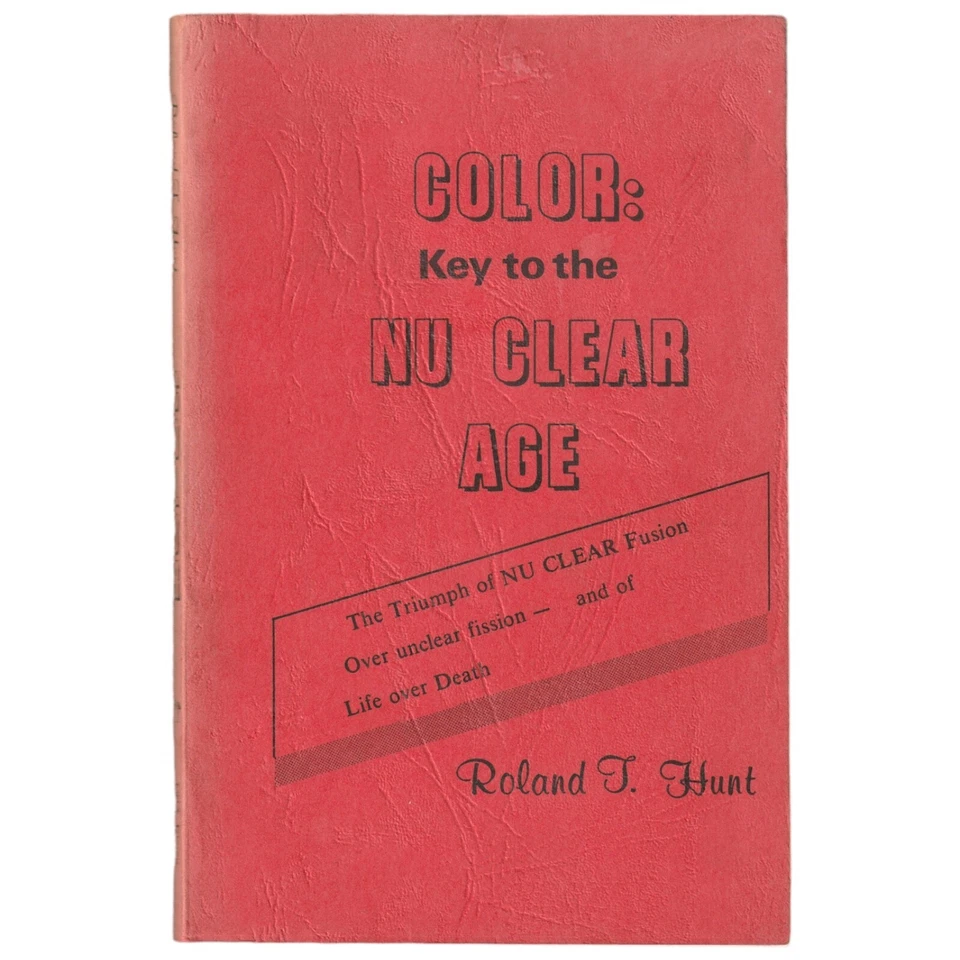 COLOR:
Key to the
NU CLEAR
AGE
The Triumph of NU CLEAR Fusion
Over unclear fission — and of
Life over Death
Roland T. Hunt